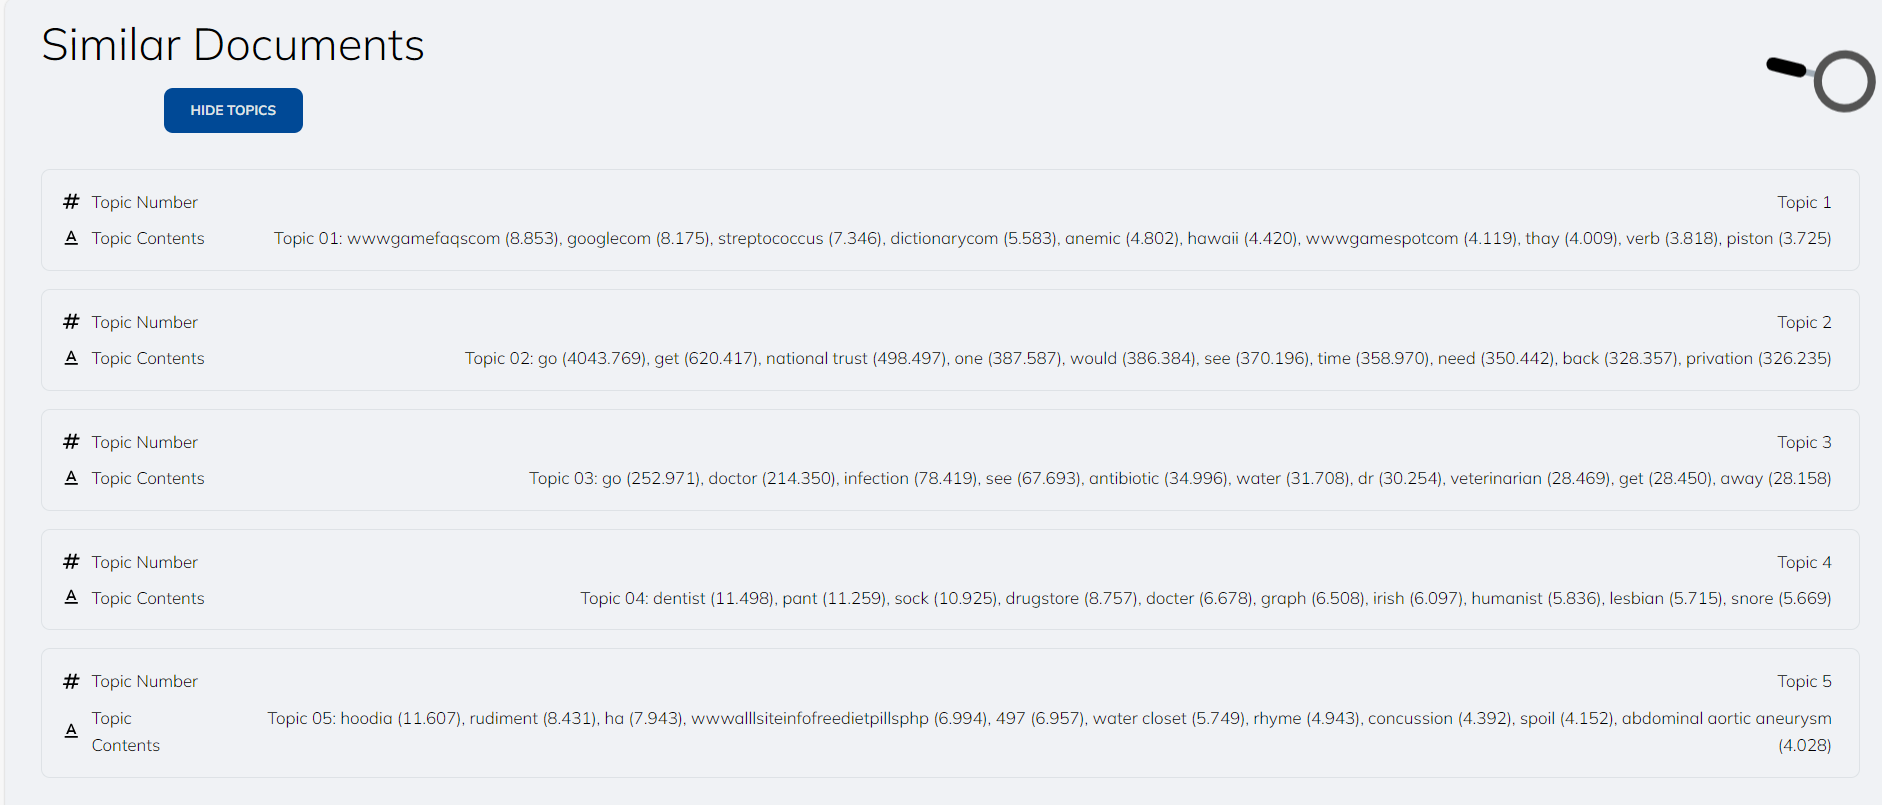 Similar Documents
HIDE TOPICS
# Topic Number Topic 1
A Topic Contents Topic 01: wwwgamefaqscom (8.853), googlecom (8.175), streptococcus (7.346), dictionarycom (5.583), anemic (4.802), hawaii (4.420), wwwgamespotcom (4.119), thay (4.009), verb (3.818), piston (3.725)
# Topic Number Topic 2
A Topic Contents Topic 02: go (4043.769), get (620.417), national trust (498.497), one (387.587), would (386.384), see (370.196), time (358.970), need (350.442), back (328.357), privation (326.235)
# Topic Number Topic 3
A Topic Contents Topic 03: go (252.971), doctor (214.350), infection (78.419), see (67.693), antibiotic (34.996), water (31.708), dr (30.254), veterinarian (28.469), get (28.450), away (28.158)
# Topic Number Topic 4
A Topic Contents Topic 04: dentist (11.498), pant (11.259), sock (10.925), drugstore (8.757), docter (6.678), graph (6.508), irish (6.097), humanist (5.836), lesbian (5.715), snore (5.669)
# Topic Number Topic 5
A Topic Contents Topic 05: hoodia (11.607), rudiment (8.431), ha (7.943), wwwalllsiteinfofreedietpillsphp (6.994), 497 (6.957), water closet (5.749), rhyme (4.943), concussion (4.392), spoil (4.152), abdominal aortic aneurysm
(4.028)